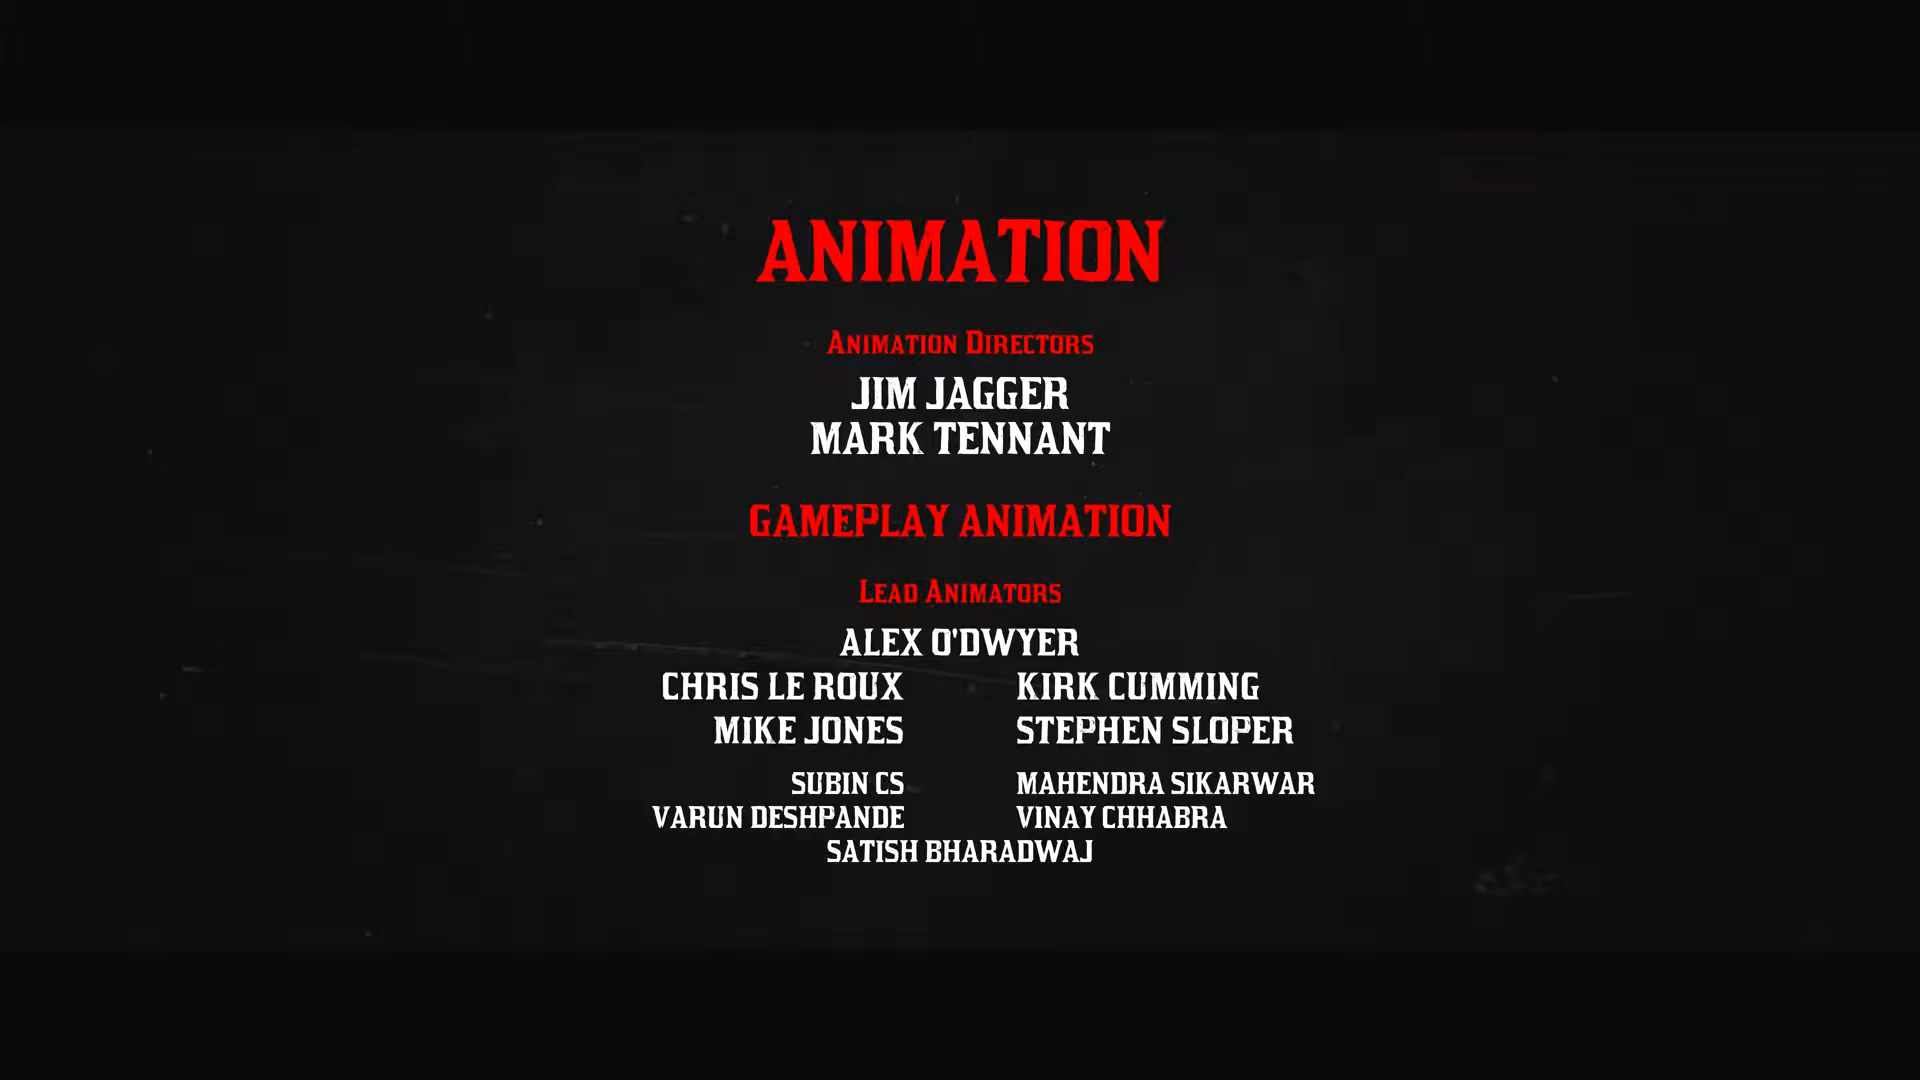 ANIMATION
Animation Directors
JIM JAGGER
MARK TENNANT
GAMEPLAY ANIMATION
Lead Animators
ALEX O'DWYER
CHRIS LE ROUX KIRK CUMMING
MIKE JONES STEPHEN SLOPER
SUBIN CS MAHENDRA SIKARWAR
VARUN DESHPANDE VINAY CHHABRA
SATISH BHARADWAJ